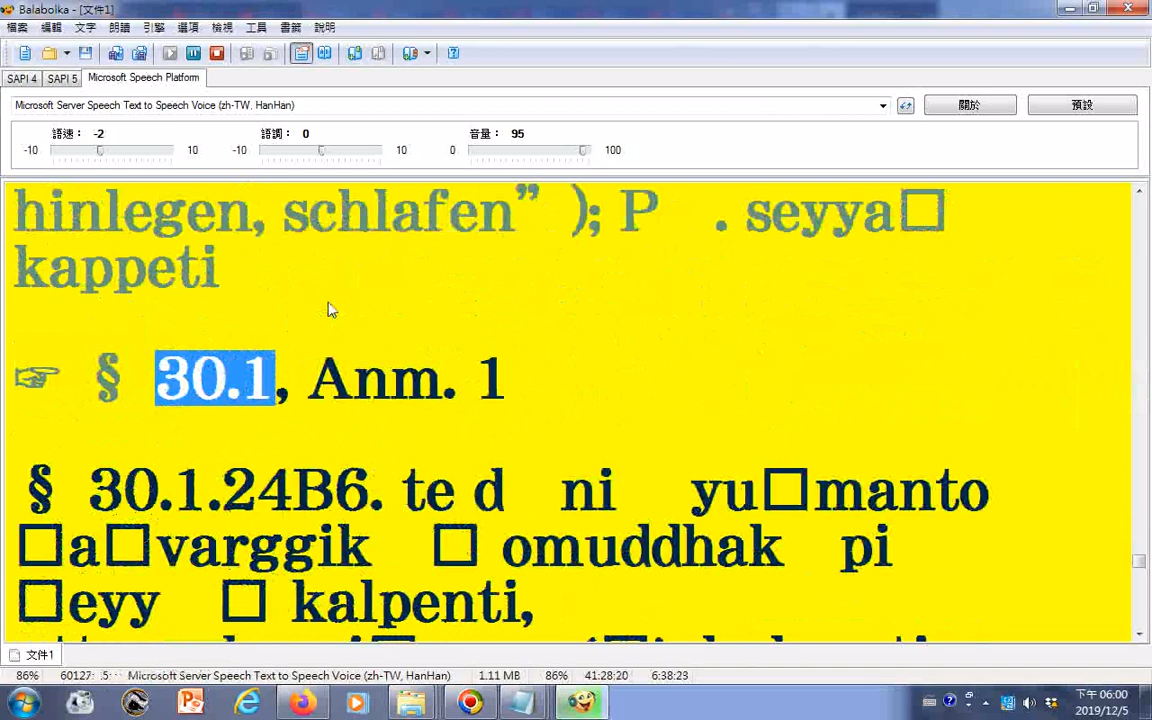 Balabolka - [文件1]
檔案 編輯 文字 朗讀 引擎 選項 檢視 工具 書籤 說明
SAPI 4 SAPI 5 Microsoft Speech Platform
Microsoft Server Speech Text to Speech Voice (zh-TW, HanHan) 關於 預設
語速： -2 語調： 0 音量： 95
-10 10 -10 10 0 100
hinlegen, schlafen” ); P . seyya□
kappeti
☞ § 30.1, Anm. 1
§ 30.1.24B6. te d ni yu□manto
□a□varggik □ omuddhak pi
□eyy □ kalpenti,
文件1
86% Microsoft Server Speech Text to Speech Voice (zh-TW, HanHan) 1.11 MB 86% 41:28:20 6:38:23
下午 06:00
2019/12/5